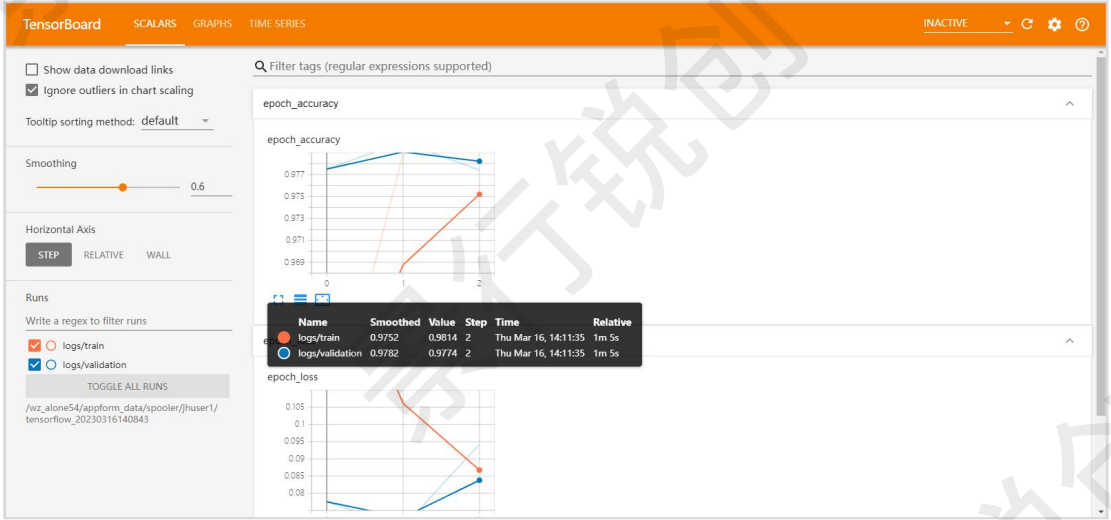 TensorBoard SCALARS GRAPHS TIME SERIES INACTIVE
Show data download links
Ignore outliers in chart scaling
Tooltip sorting method: default
Smoothing
0.6
Horizontal Axis
STEP RELATIVE WALL
Runs
Write a regex to filter runs
logs/train
logs/validation
TOGGLE ALL RUNS
/wz_alone54/appform_data/spooler/jhuser1/
tensorflow_20230316140843
Filter tags (regular expressions supported)
epoch_accuracy
epoch_accuracy
0.977
0.975
0.973
0.971
0.969
0 1 2
Name Smoothed Value Step Time Relative
logs/train 0.9752 0.9814 2 Thu Mar 16, 14:11:35 1m 5s
logs/validation 0.9782 0.9774 2 Thu Mar 16, 14:11:35 1m 5s
epoch_loss
0.105
0.1
0.095
0.09
0.085
0.08
景行锐创